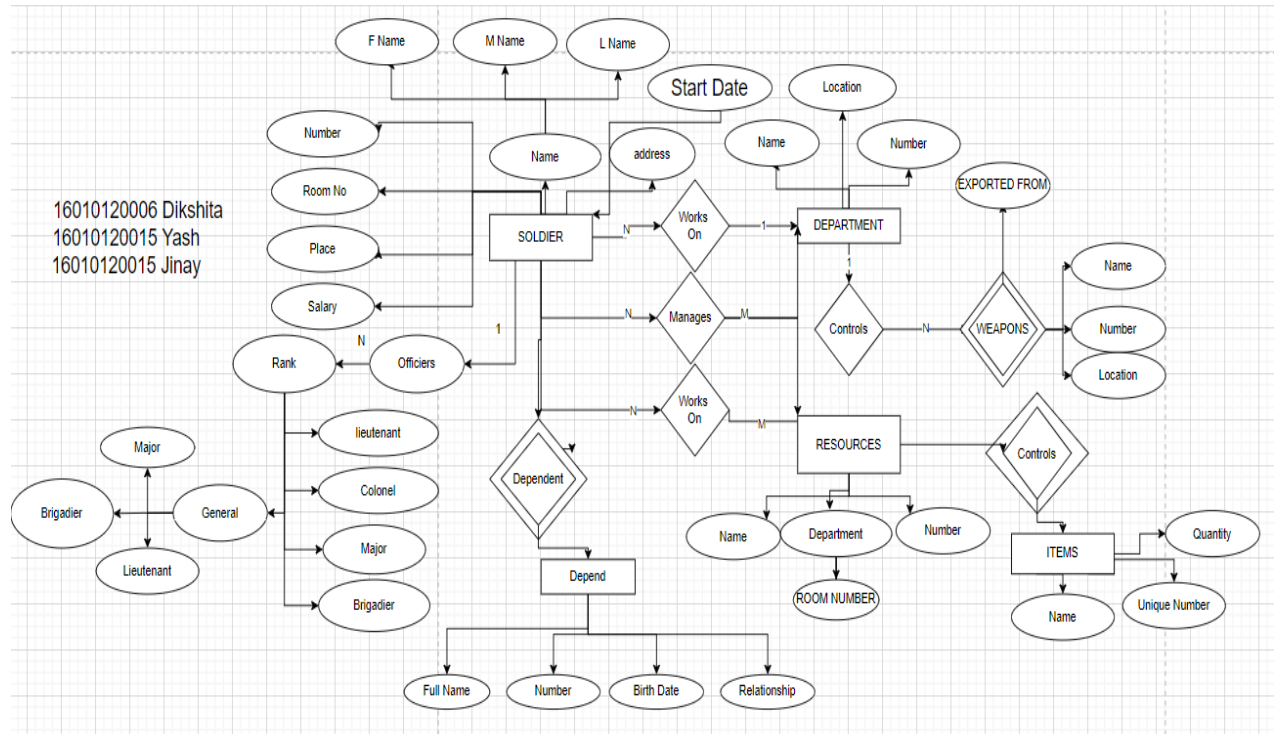 F Name
M Name
L Name
Start Date
Location
Number
Name
address
Name
Number
Room No
EXPORTED FROM
16010120006 Dikshita
16010120015 Yash
16010120015 Jinay
SOLDIER
N
Works
On
1
DEPARTMENT
Place
1
Name
Salary
N
Manages
M
Controls
N
WEAPONS
Number
1
N
Rank
Officiers
Location
N
Works
On
M
lieutenant
RESOURCES
Controls
Major
Dependent
Colonel
Brigadier
General
Name
Department
Number
Quantity
Major
ITEMS
Lieutenant
Depend
Brigadier
ROOM NUMBER
Name
Unique Number
Full Name
Number
Birth Date
Relationship